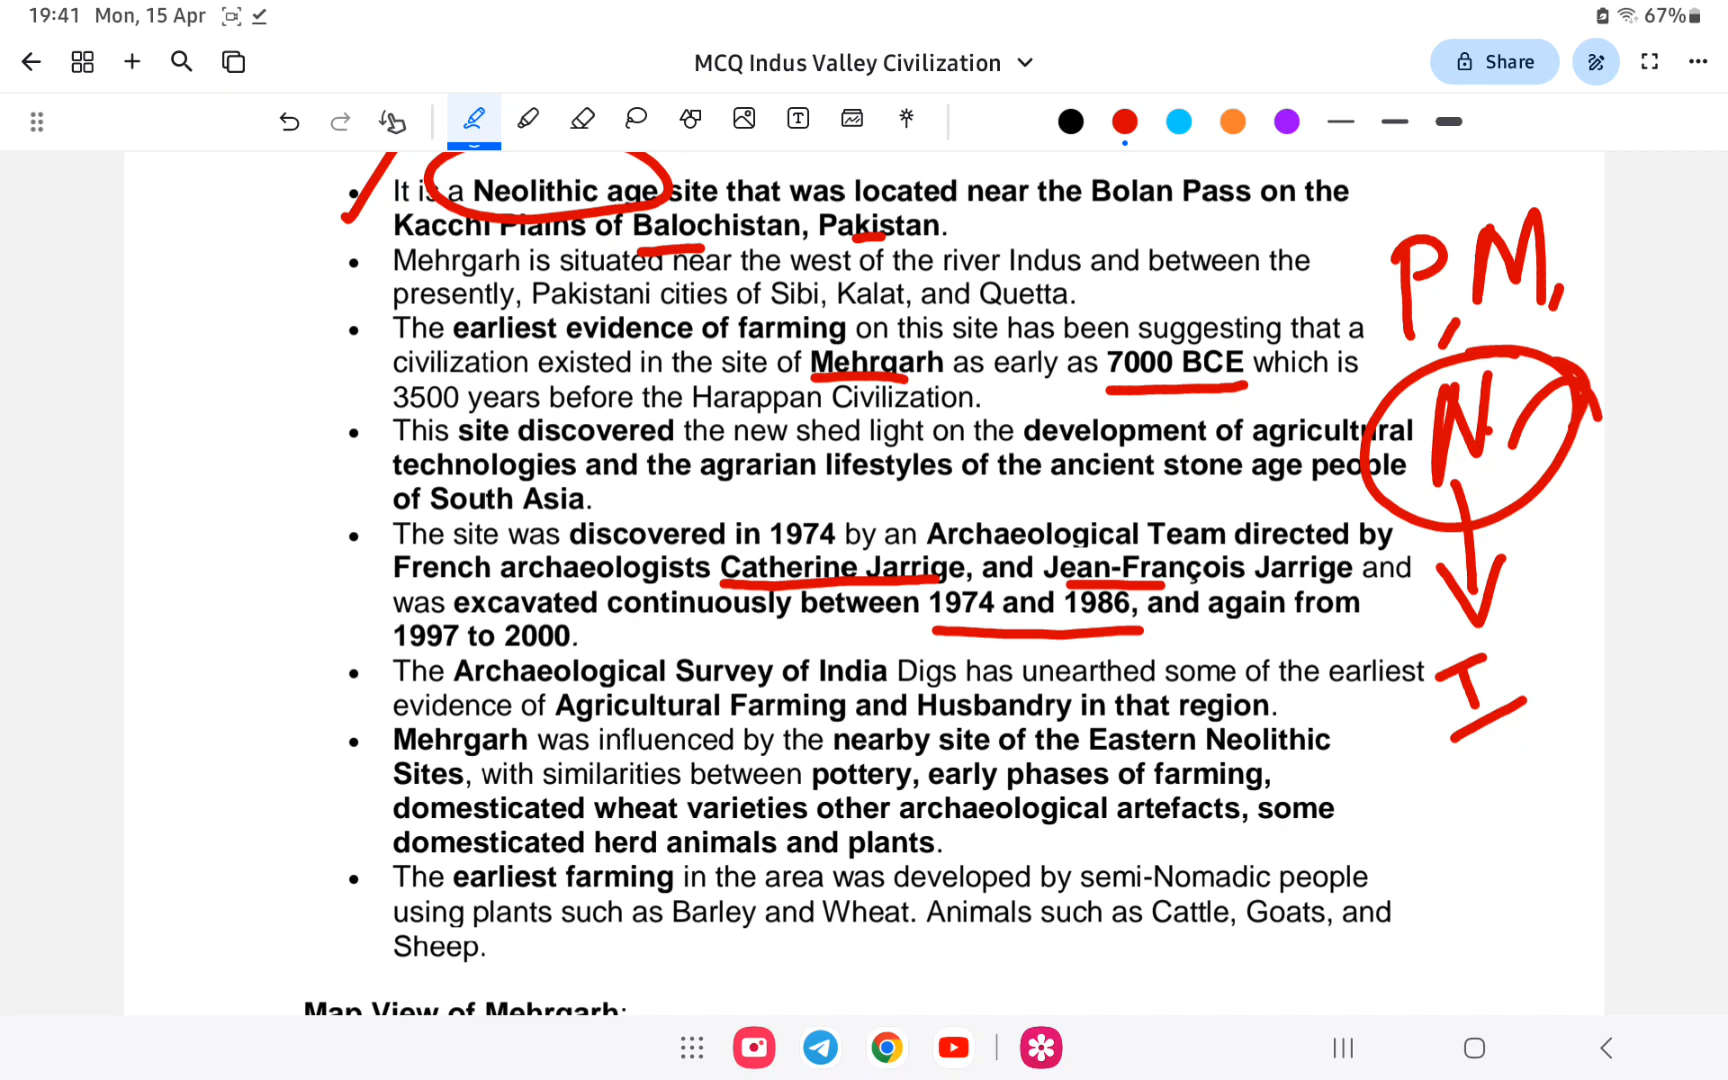 19:41 Mon, 15 Apr
67%
MCQ Indus Valley Civilization
Share
It is a Neolithic age site that was located near the Bolan Pass on the
Kacchi Plains of Balochistan, Pakistan.
Mehrgarh is situated near the west of the river Indus and between the
presently, Pakistani cities of Sibi, Kalat, and Quetta.
The earliest evidence of farming on this site has been suggesting that a
civilization existed in the site of Mehrgarh as early as 7000 BCE which is
3500 years before the Harappan Civilization.
This site discovered the new shed light on the development of agricultural
technologies and the agrarian lifestyles of the ancient stone age people
of South Asia.
The site was discovered in 1974 by an Archaeological Team directed by
French archaeologists Catherine Jarrige, and Jean-François Jarrige and
was excavated continuously between 1974 and 1986, and again from
1997 to 2000.
The Archaeological Survey of India Digs has unearthed some of the earliest
evidence of Agricultural Farming and Husbandry in that region.
Mehrgarh was influenced by the nearby site of the Eastern Neolithic
Sites, with similarities between pottery, early phases of farming,
domesticated wheat varieties other archaeological artefacts, some
domesticated herd animals and plants.
The earliest farming in the area was developed by semi-Nomadic people
using plants such as Barley and Wheat. Animals such as Cattle, Goats, and
Sheep.
Map View of Mehrgarh:
P, M,
N
I